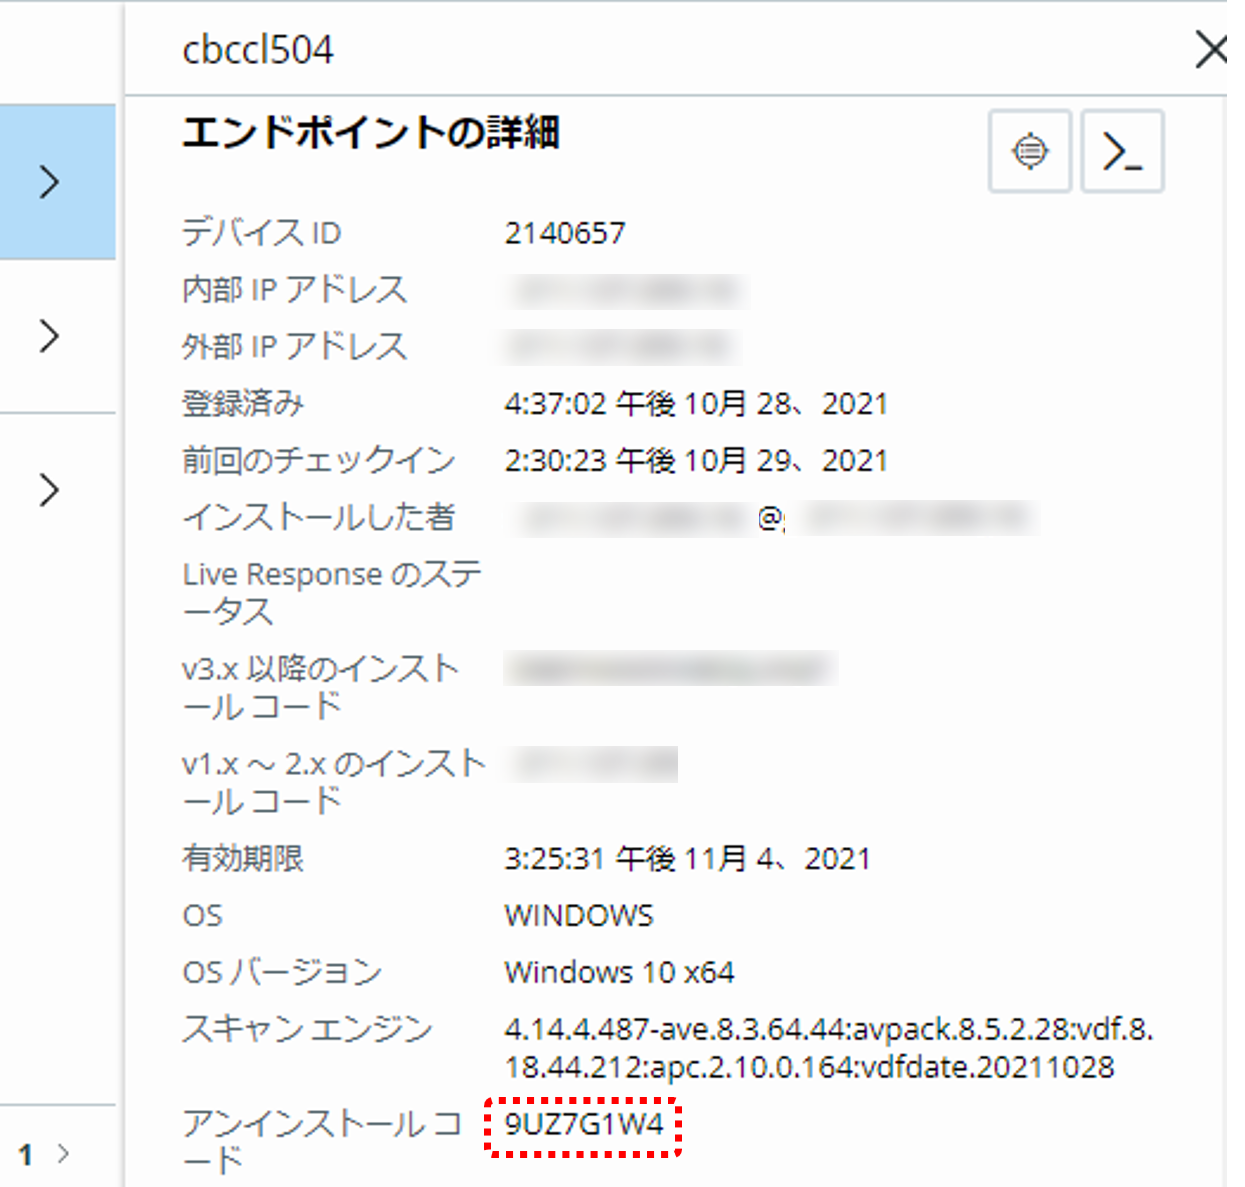 cbccl504
エンドポイントの詳細
デバイス ID 2140657
内部 IP アドレス
外部 IP アドレス
登録済み 4:37:02 午後 10月 28、2021
前回のチェックイン 2:30:23 午後 10月 29、2021
インストールした者 @
Live Response のステ
ータス
v3.x 以降のインスト
ール コード
v1.x ～ 2.x のインスト
ール コード
有効期限 3:25:31 午後 11月 4、2021
OS WINDOWS
OS バージョン Windows 10 x64
スキャン エンジン 4.14.4.487-ave.8.3.64.44:avpack.8.5.2.28:vdf.8.
18.44.212:apc.2.10.0.164:vdfdate.20211028
アンインストール コ 9UZ7G1W4
ード
1